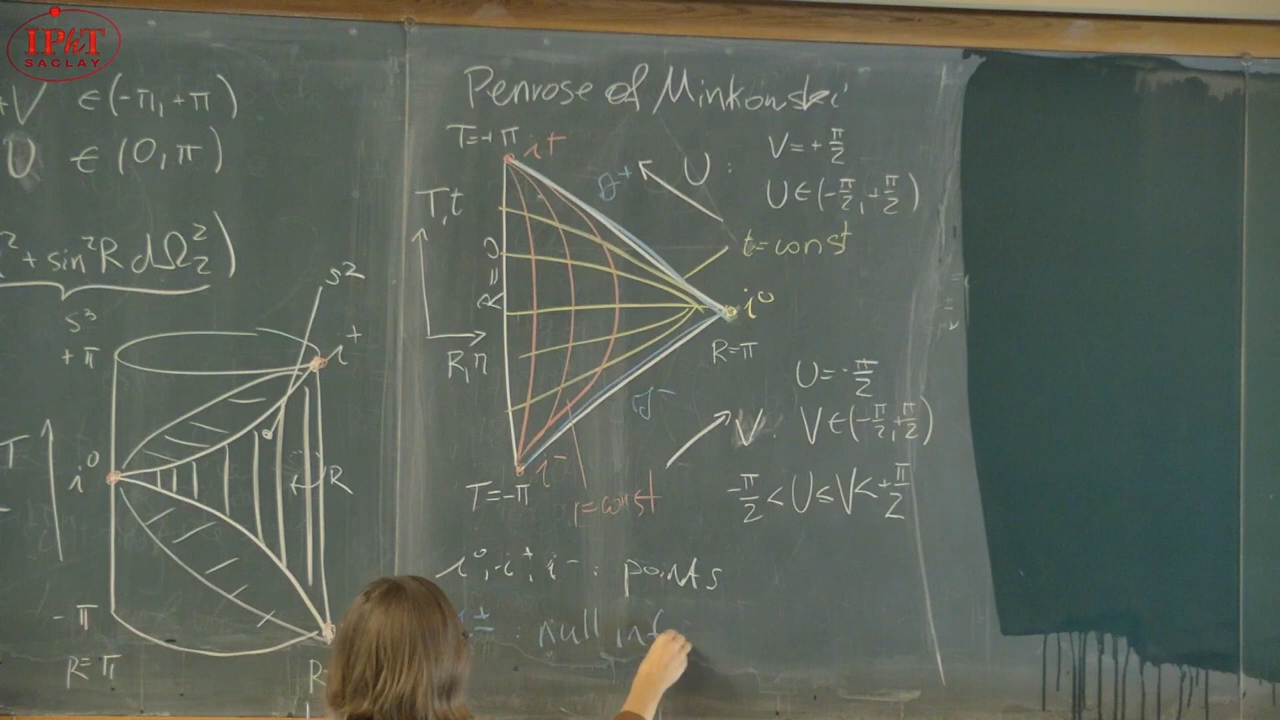 IPhT
SACLAY
+V ∈(-π,+π)
U ∈(0,π)
² + sin²R dΩ₂²)
S³
+π
S²
i⁺
i⁰
T
R
-π
R=π
R
Penrose of Minkowski
T=+π
i⁺
T,t
R=0
R,η
𝓘⁺
U:
V=+π/2
U∈(-π/2,+π/2)
t=const
i⁰
R=π
𝓘⁻
V:
U=-π/2
V∈(-π/2,+π/2)
-π/2<U≤V<+π/2
i⁻
T=-π
r=const
i⁰,i⁺,i⁻: points
±: null inf